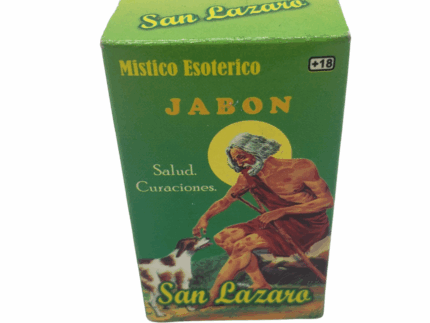 San Lazaro
Mistico Esoterico
+18
JABON
Salud.
Curaciones.
San Lazaro